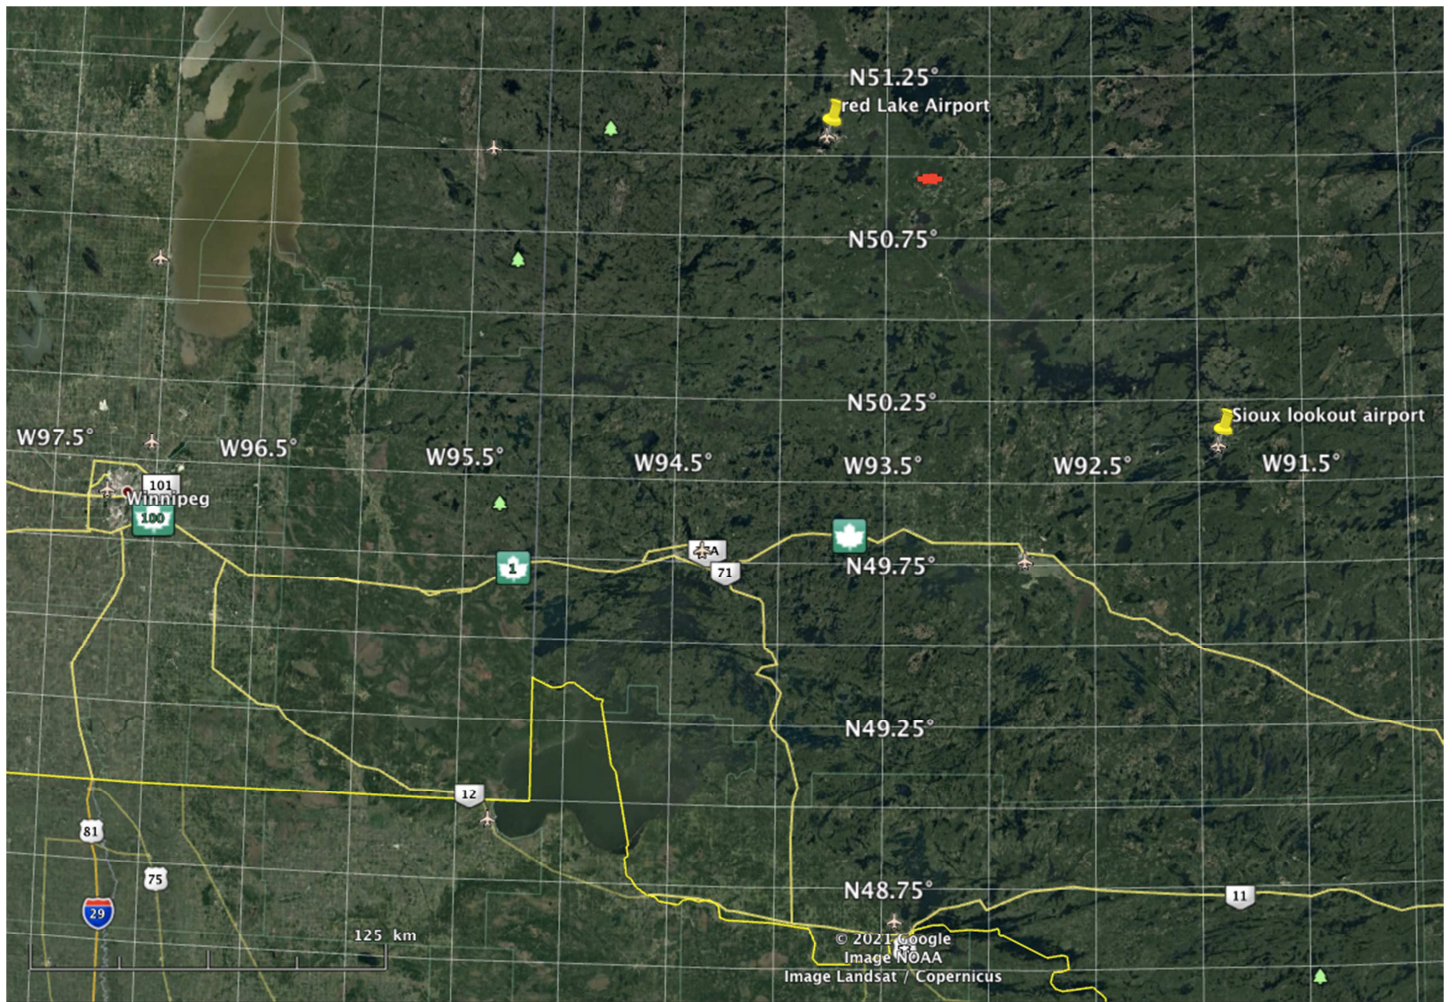 N51.25°
red Lake Airport
N50.75°
N50.25°
Sioux lookout airport
W97.5°
W96.5°
W95.5°
W94.5°
W93.5°
W92.5°
W91.5°
101
Winnipeg
100
1
71
N49.75°
N49.25°
12
81
75
N48.75°
11
29
125 km
© 2021 Google
Image NOAA
Image Landsat / Copernicus